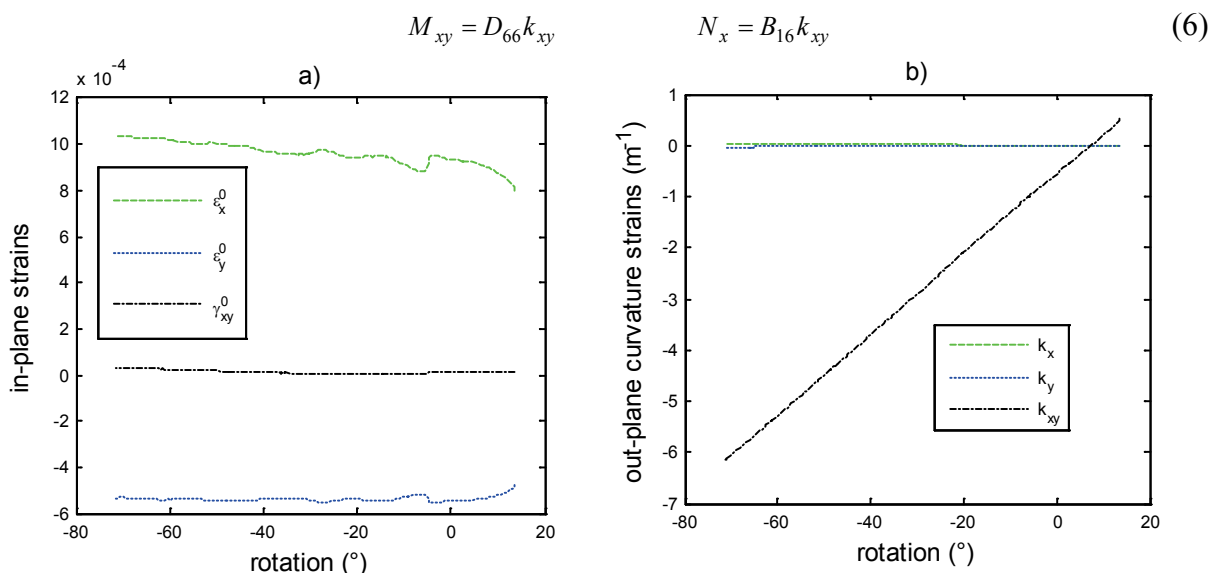 M_xy = D_66 k_xy N_x = B_16 k_xy (6)
a)
x 10^-4
12
10
8
6
4
2
0
-2
-4
-6
-80 -60 -40 -20 0 20
in-plane strains
rotation (°)
ε_x^0
ε_y^0
γ_xy^0
b)
1
0
-1
-2
-3
-4
-5
-6
-7
-80 -60 -40 -20 0 20
out-plane curvature strains (m^-1)
rotation (°)
k_x
k_y
k_xy